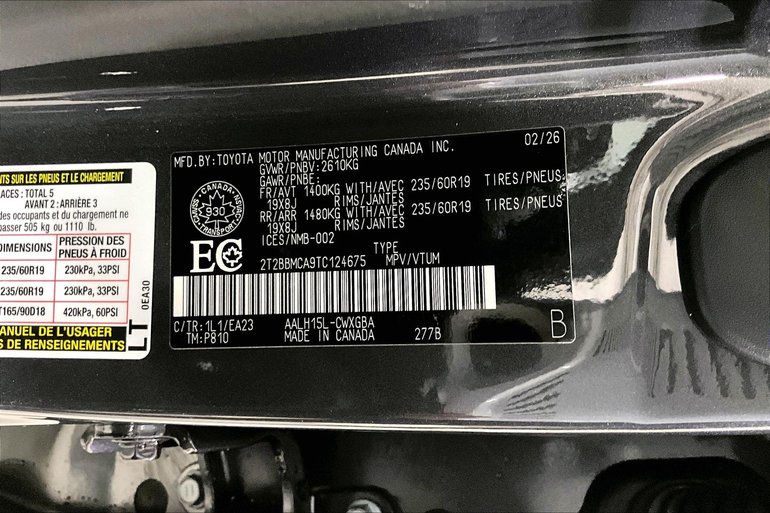 NTS SUR LES PNEUS ET LE CHARGEMENT
LACES : TOTAL 5
AVANT 2 : ARRIÈRE 3
des occupants et du chargement ne
passer 505 kg ou 1110 lb.
DIMENSIONS
PRESSION DES
PNEUS À FROID
235/60R19 230kPa, 33PSI
235/60R19 230kPa, 33PSI
T165/90D18 420kPa, 60PSI
MANUEL DE L'USAGER
S DE RENSEIGNEMENTS
LT 0EA30
02/26
MFD.BY:TOYOTA MOTOR MANUFACTURING CANADA INC.
GVWR/PNBV:2610KG
GAWR/PNBE:
FR/AVT 1400KG WITH/AVEC 235/60R19 TIRES/PNEUS,
19X8J RIMS/JANTES
RR/ARR 1480KG WITH/AVEC 235/60R19 TIRES/PNEUS,
19X8J RIMS/JANTES
ICES/NMB-002
CANADA
930
TRANSPORT
EC
TYPE
2T2BBMCA9TC124675 MPV/VTUM
C/TR:1L1/EA23 AALH15L-CWXGBA
TM:P810 MADE IN CANADA 277B
B